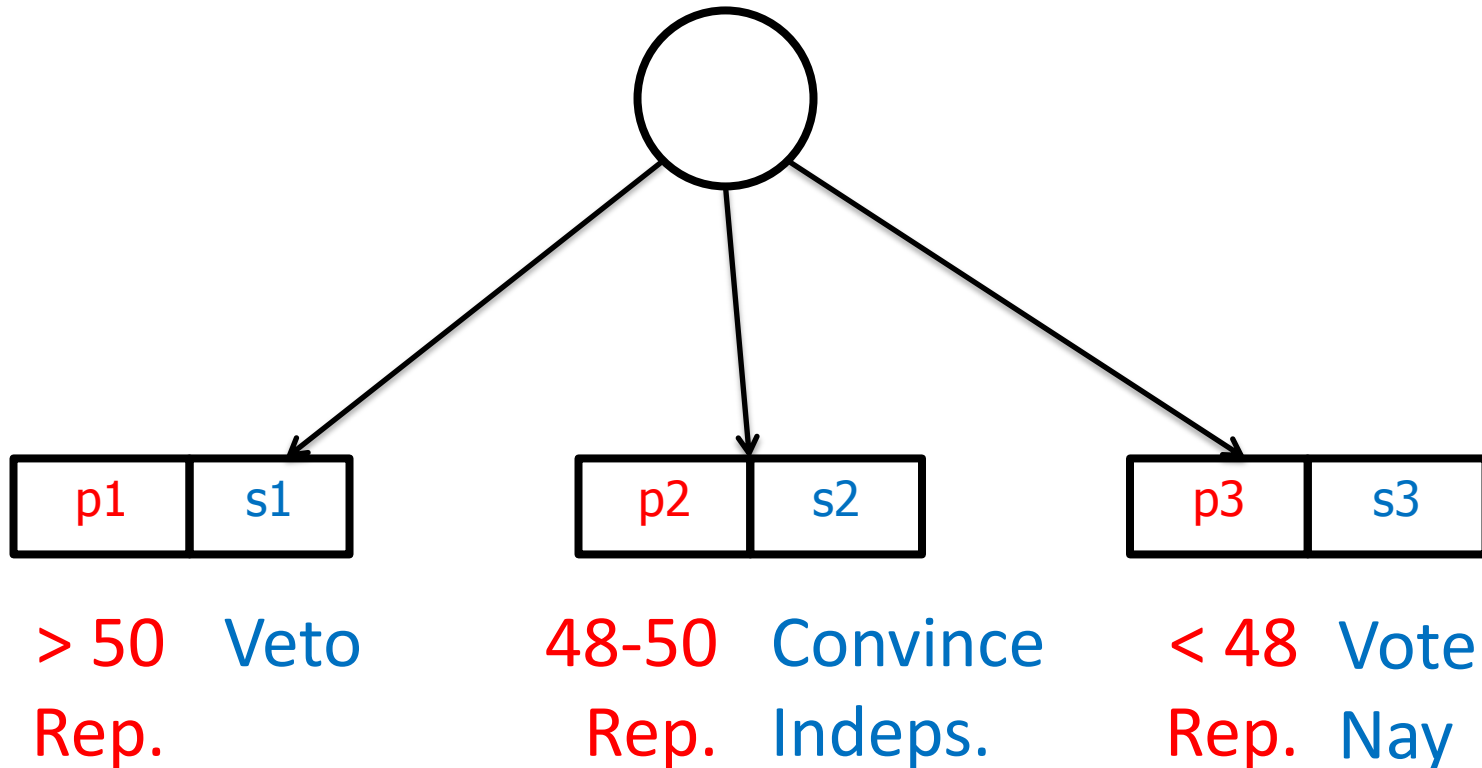 p1 s1 p2 s2 p3 s3
> 50 Veto 48-50 Convince < 48 Vote
Rep. Rep. Indeps. Rep. Nay